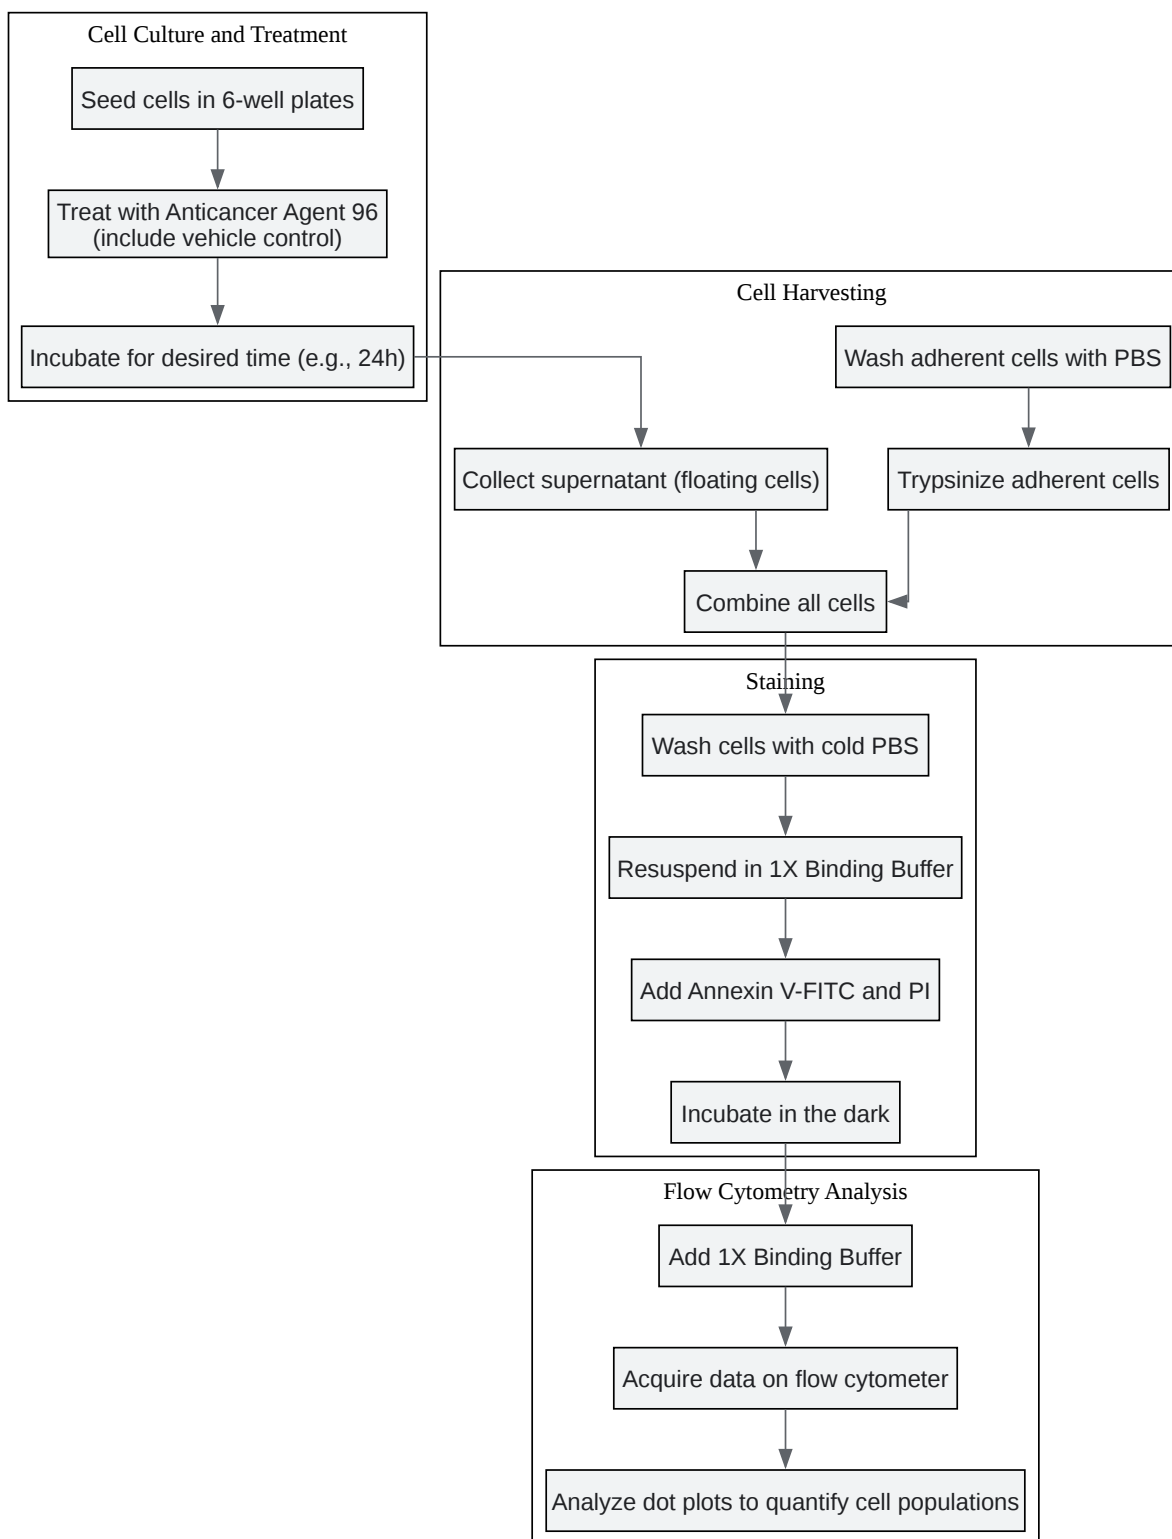 Cell Culture and Treatment
Seed cells in 6-well plates
Treat with Anticancer Agent 96
(include vehicle control)
Incubate for desired time (e.g., 24h)
Cell Harvesting
Wash adherent cells with PBS
Collect supernatant (floating cells)
Trypsinize adherent cells
Combine all cells
Staining
Wash cells with cold PBS
Resuspend in 1X Binding Buffer
Add Annexin V-FITC and PI
Incubate in the dark
Flow Cytometry Analysis
Add 1X Binding Buffer
Acquire data on flow cytometer
Analyze dot plots to quantify cell populations